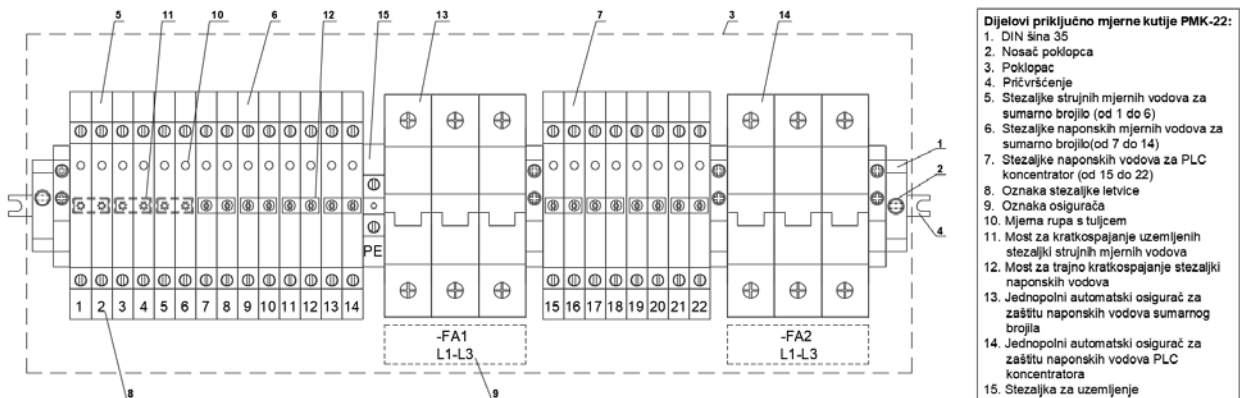 5 11 10 6 12 15 13 7 3 14
Dijelovi priključno mjerne kutije PMK-22:
1. DIN šina 35
2. Nosač poklopca
3. Poklopac
4. Pričvršćenje
5. Stezaljke strujnih mjernih vodova za
sumarno brojilo (od 1 do 6)
6. Stezaljke naponskih mjernih vodova za
sumarno brojilo(od 7 do 14)
7. Stezaljke naponskih vodova za PLC
koncentrator (od 15 do 22)
8. Oznaka stezaljke letvice
9. Oznaka osigurača
10. Mjerna rupa s tuljcem
11. Most za kratkospajanje uzemljenih
stezaljki strujnih mjernih vodova
12. Most za trajno kratkospajanje stezaljki
naponskih vodova
13. Jednopolni automatski osigurač za
zaštitu naponskih vodova sumarnog
brojila
14. Jednopolni automatski osigurač za
zaštitu naponskih vodova PLC
koncentratora
15. Stezaljka za uzemljenje
1
2
4
PE
1 2 3 4 5 6 7 8 9 10 11 12 13 14
15 16 17 18 19 20 21 22
-FA1
L1-L3
-FA2
L1-L3
8
9